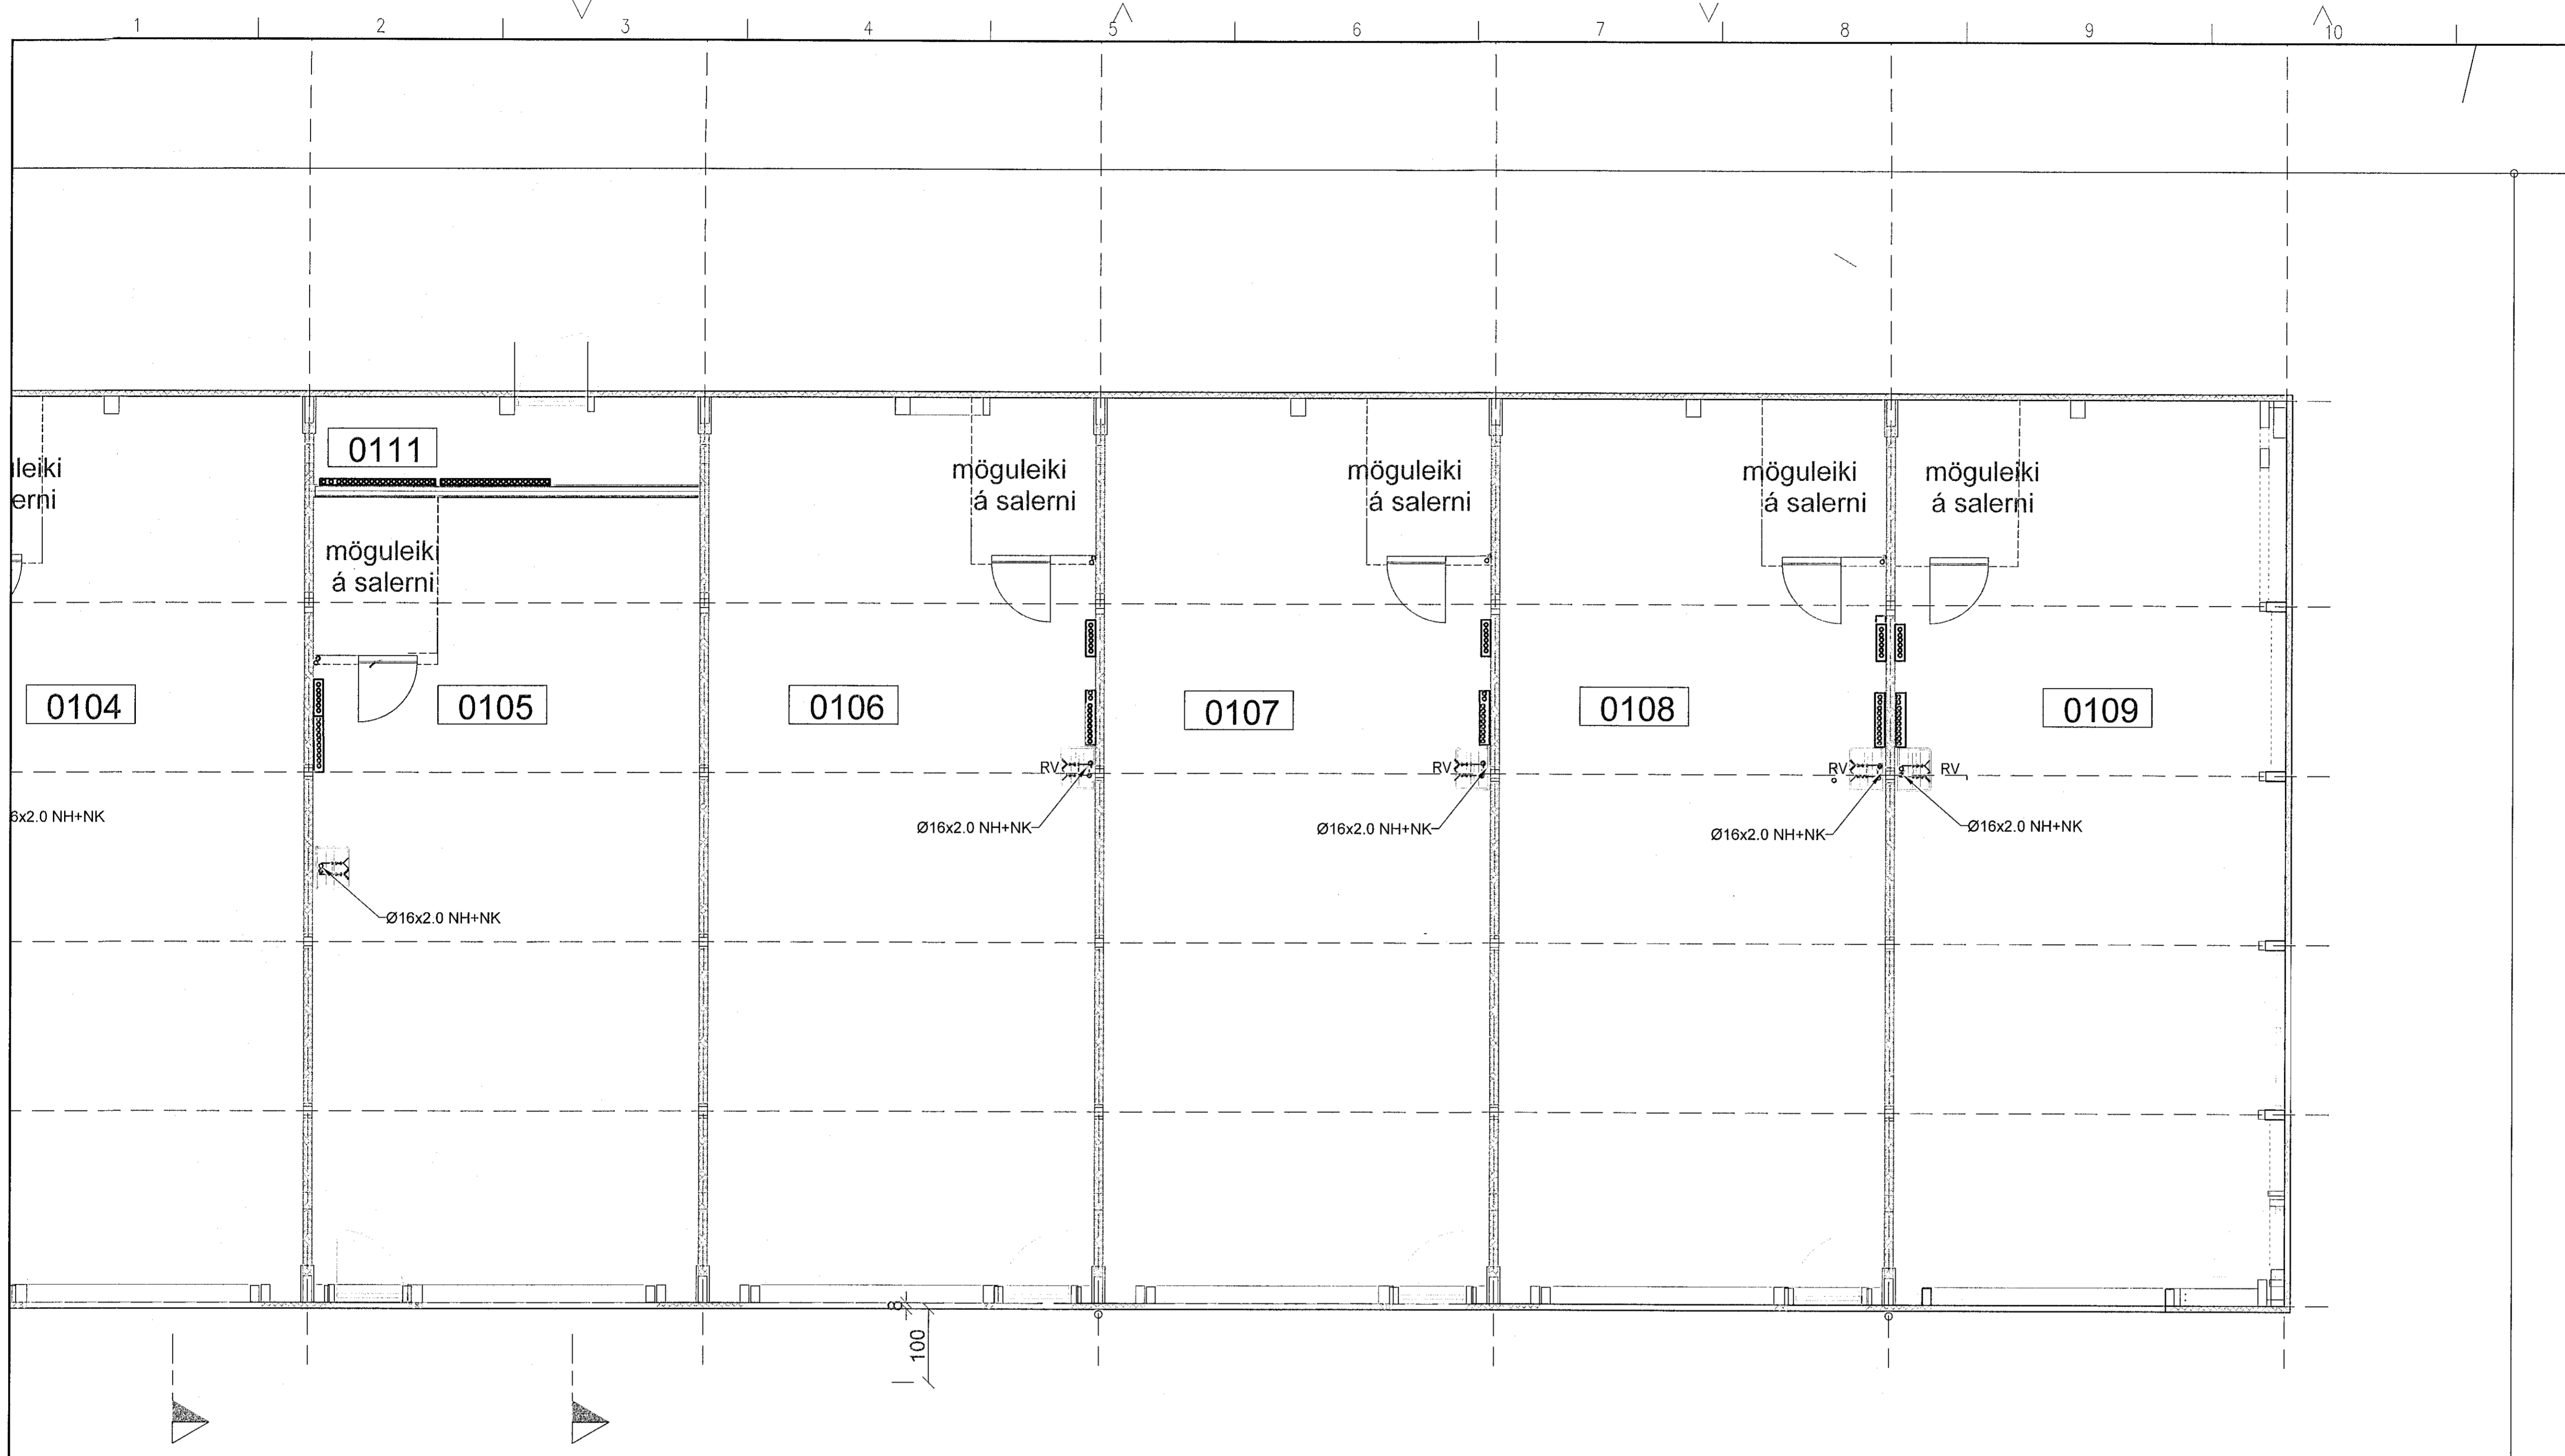 1 2 3 4 5 6 7 8 9 10
0111
leiki
erni
möguleiki
á salerni
möguleiki
á salerni
möguleiki
á salerni
möguleiki
á salerni
möguleiki
á salerni
0104
0105
0106
0107
0108
0109
RV
RV
RV
RV
6x2.0 NH+NK
Ø16x2.0 NH+NK
Ø16x2.0 NH+NK
Ø16x2.0 NH+NK
Ø16x2.0 NH+NK
Ø16x2.0 NH+NK
100